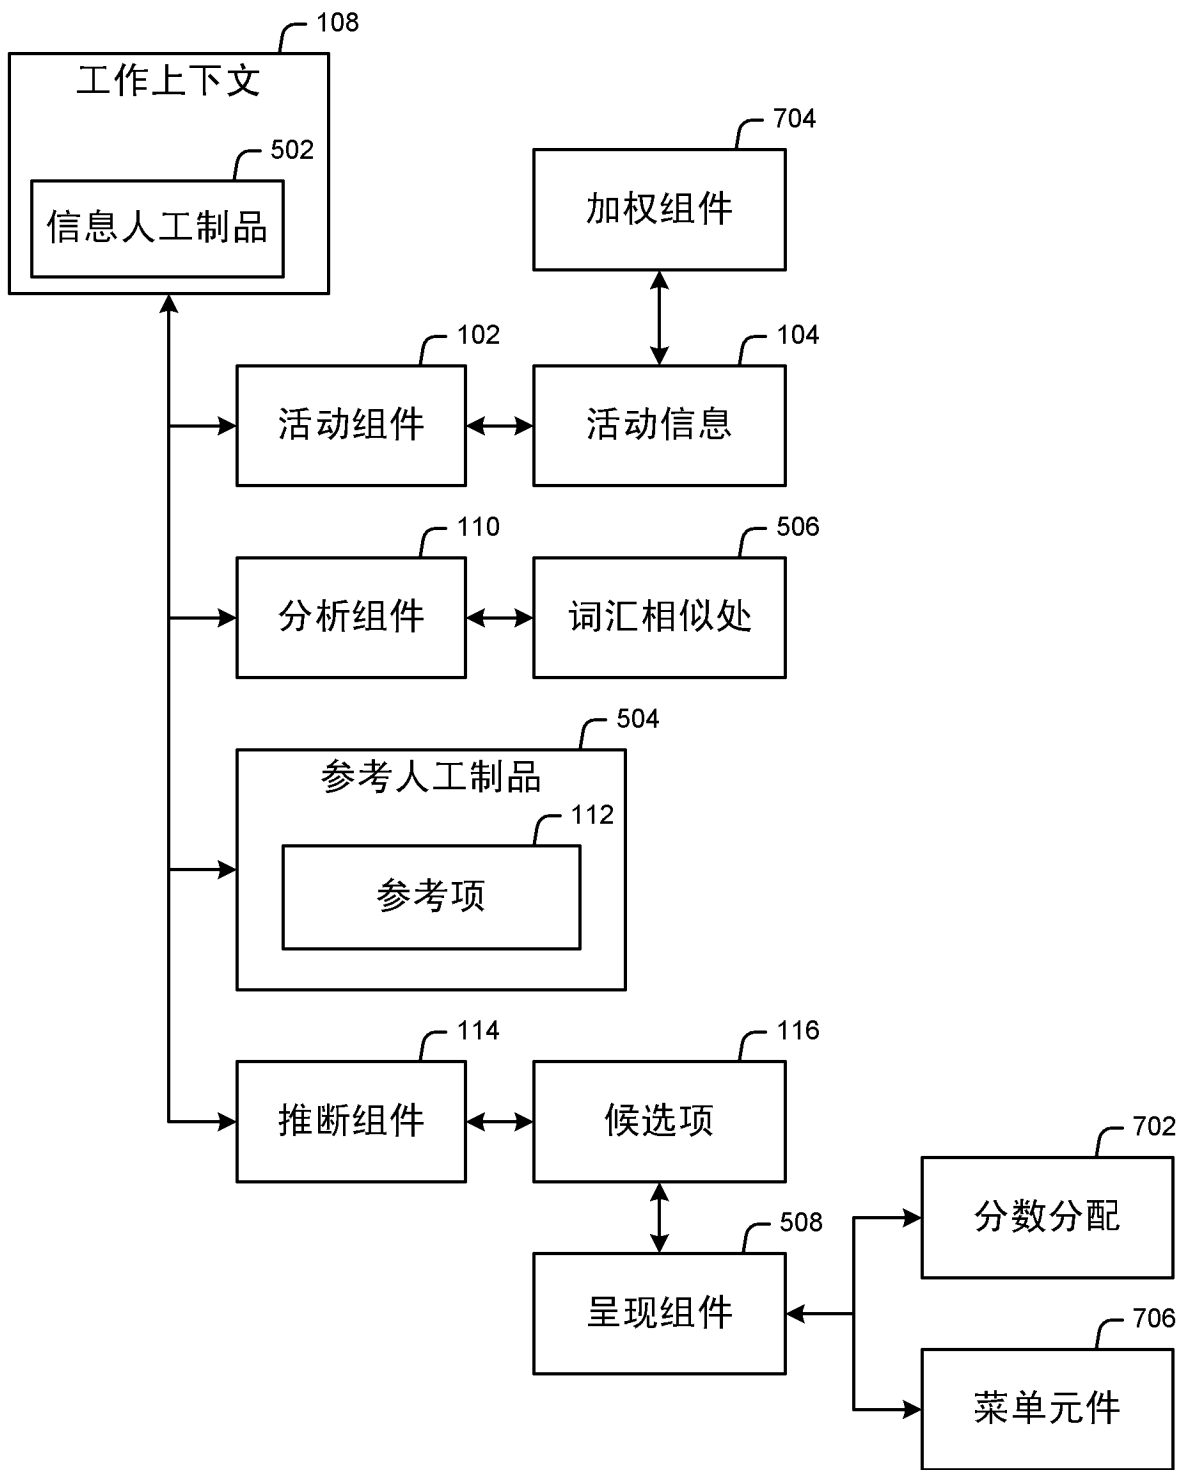 108
工作上下文
502
信息人工制品
704
加权组件
102
活动组件
104
活动信息
110
分析组件
506
词汇相似处
504
参考人工制品
112
参考项
114
推断组件
116
候选项
508
呈现组件
702
分数分配
706
菜单元件